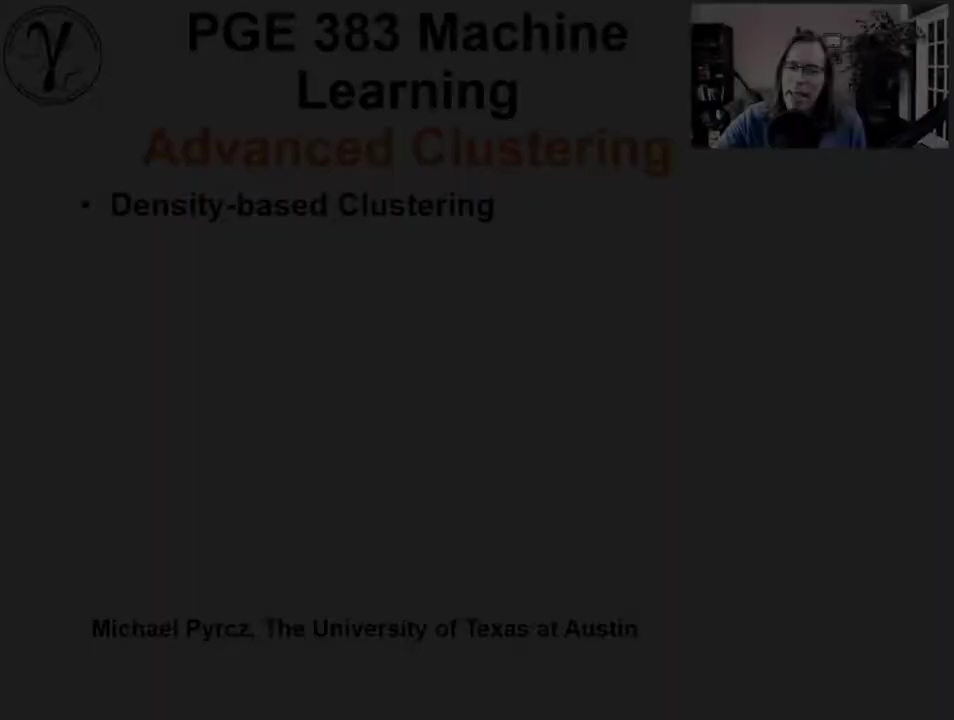 PGE 383 Machine
Learning
Advanced Clustering
• Density-based Clustering
Michael Pyrcz, The University of Texas at Austin